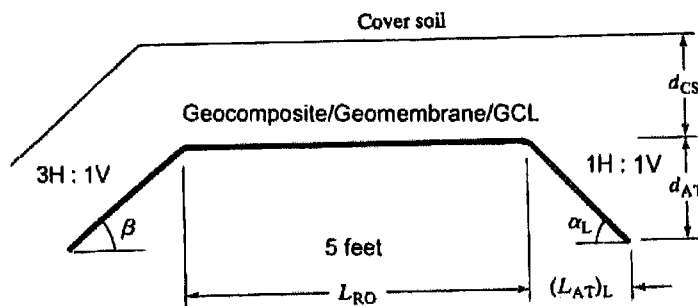 Cover soil
d_CS
Geocomposite/Geomembrane/GCL
3H : 1V
1H : 1V
d_AT
β
α_L
5 feet
L_RO
(L_AT)_L